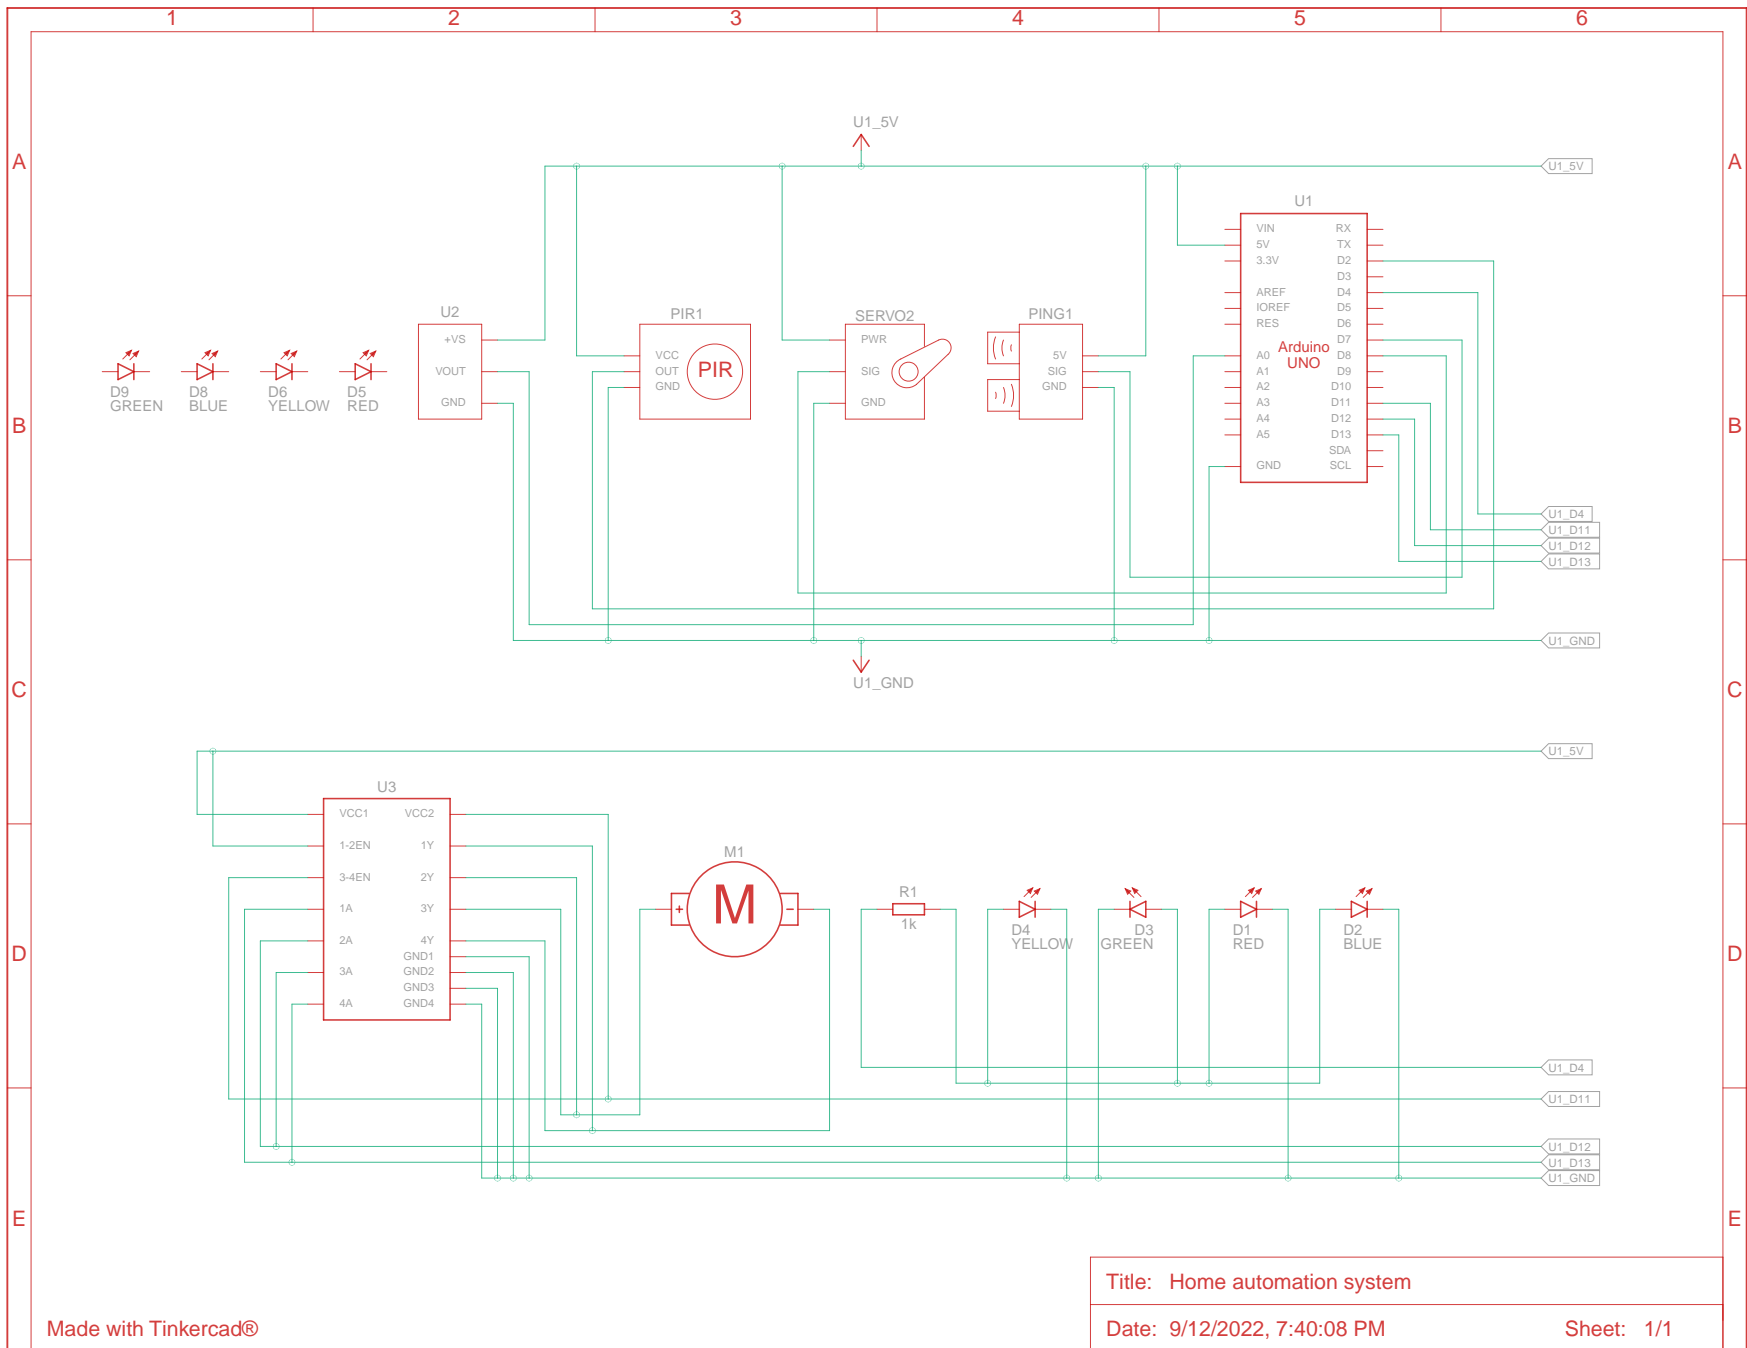 1 2 3 4 5 6
A A
B B
C C
D D
E E
U1_5V
U1_5V
U1
VIN RX
5V TX
3.3V D2
D3
AREF D4
IOREF D5
RES D6
D7
A0 D8
A1 D9
A2 D10
A3 D11
A4 D12
A5 D13
SDA
GND SCL
Arduino
UNO
D9
GREEN
D8
BLUE
D6
YELLOW
D5
RED
U2
+VS
VOUT
GND
PIR1
VCC
OUT
GND
PIR
SERVO2
PWR
SIG
GND
PING1
5V
SIG
GND
U1_D4
U1_D11
U1_D12
U1_D13
U1_GND
U1_GND
U1_5V
U3
VCC1 VCC2
1-2EN 1Y
3-4EN 2Y
1A 3Y
2A 4Y
GND1
3A GND2
GND3
4A GND4
M1
+ M -
R1
1k
D4
YELLOW
D3
GREEN
D1
RED
D2
BLUE
U1_D4
U1_D11
U1_D12
U1_D13
U1_GND
Title: Home automation system
Made with Tinkercad®
Date: 9/12/2022, 7:40:08 PM Sheet: 1/1